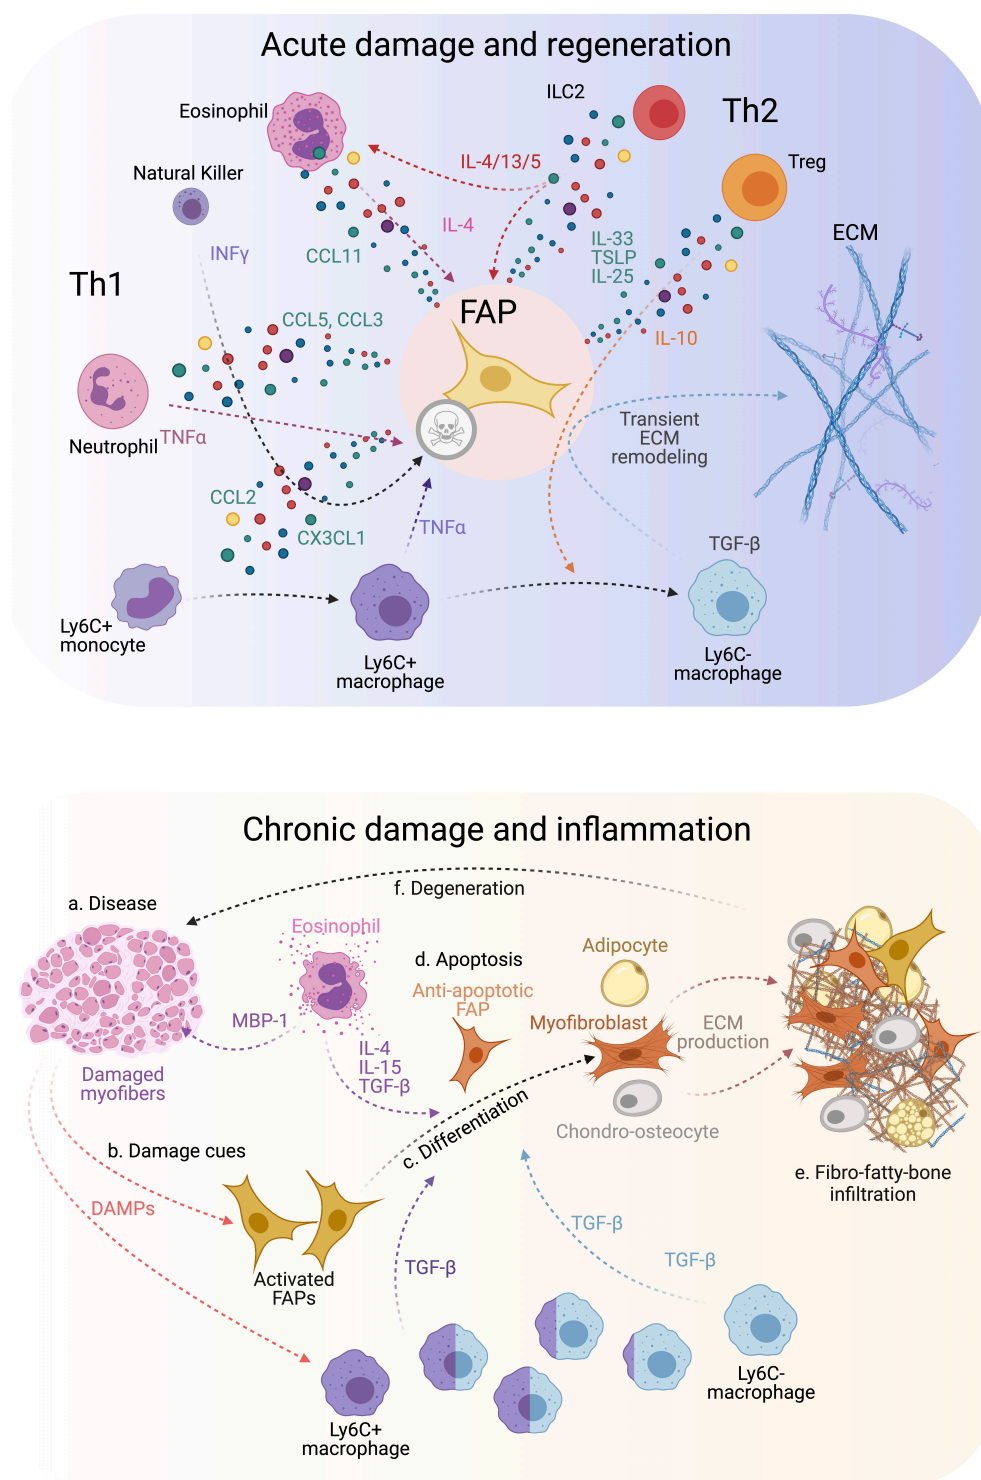 Acute damage and regeneration
Eosinophil
ILC2
Th2
Natural Killer
IL-4/13/5
Treg
INFγ
CCL11
IL-4
IL-33
TSLP
IL-25
ECM
Th1
FAP
CCL5, CCL3
IL-10
Neutrophil
TNFα
Transient
ECM
remodeling
CCL2
CX3CL1
TNFα
TGF-β
Ly6C+
monocyte
Ly6C+
macrophage
Ly6C-
macrophage
Chronic damage and inflammation
f. Degeneration
a. Disease
Eosinophil
d. Apoptosis
Anti-apoptotic
FAP
Adipocyte
MBP-1
Myofibroblast
ECM
production
IL-4
IL-15
TGF-β
Damaged
myofibers
c. Differentiation
Chondro-osteocyte
b. Damage cues
e. Fibro-fatty-bone
infiltration
DAMPs
Activated
FAPs
TGF-β
TGF-β
TGF-β
Ly6C+
macrophage
Ly6C-
macrophage